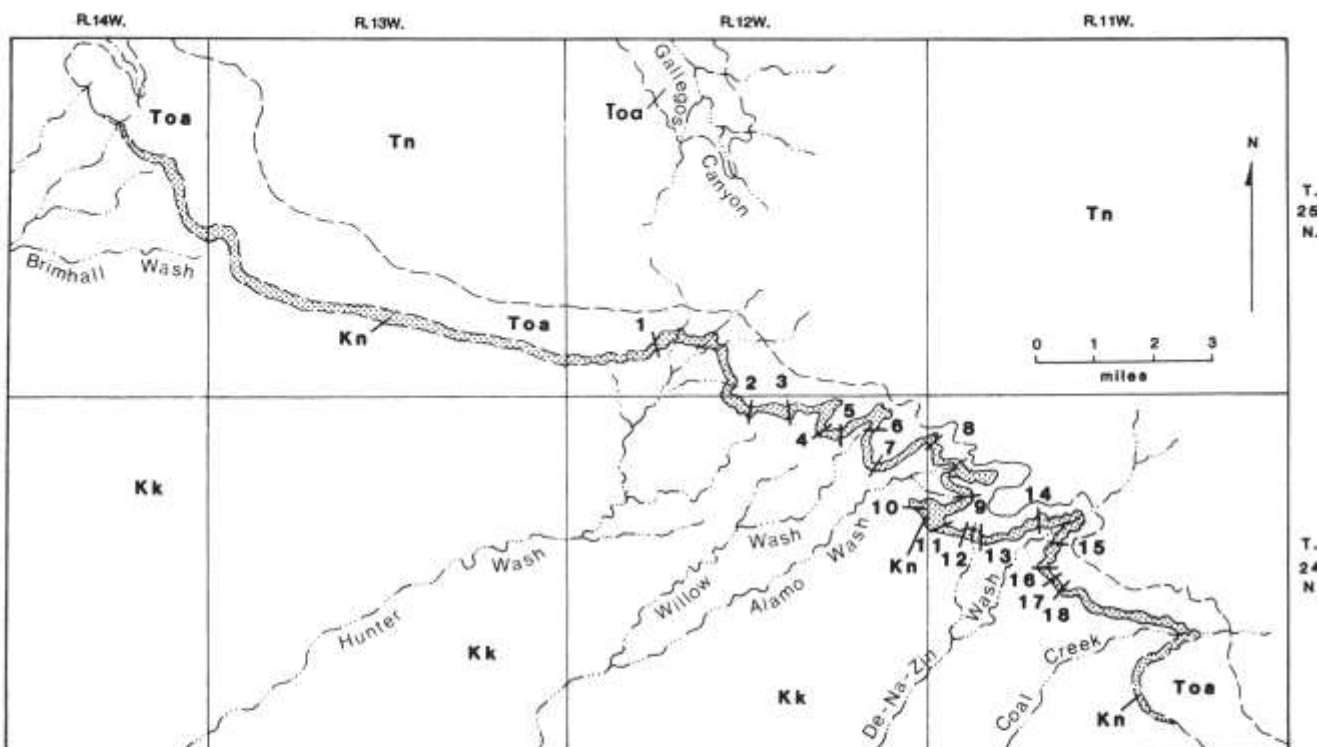 R.14W. R.13W. R.12W. R.11W.
Toa Tn Toa Gallegos Canyon Tn
N
T. 25 N.
Brimhall Wash
Kn Toa 1
0 1 2 3
miles
2 3 4 5 6 7 8
Kk
10 9 14
Kn 11 12 13 15
16 17 18
T. 24 N.
Hunter Wash
Willow Wash
Alamo Wash
De-Na-Zin Wash
Coal Creek
Kk Kk Kn Toa